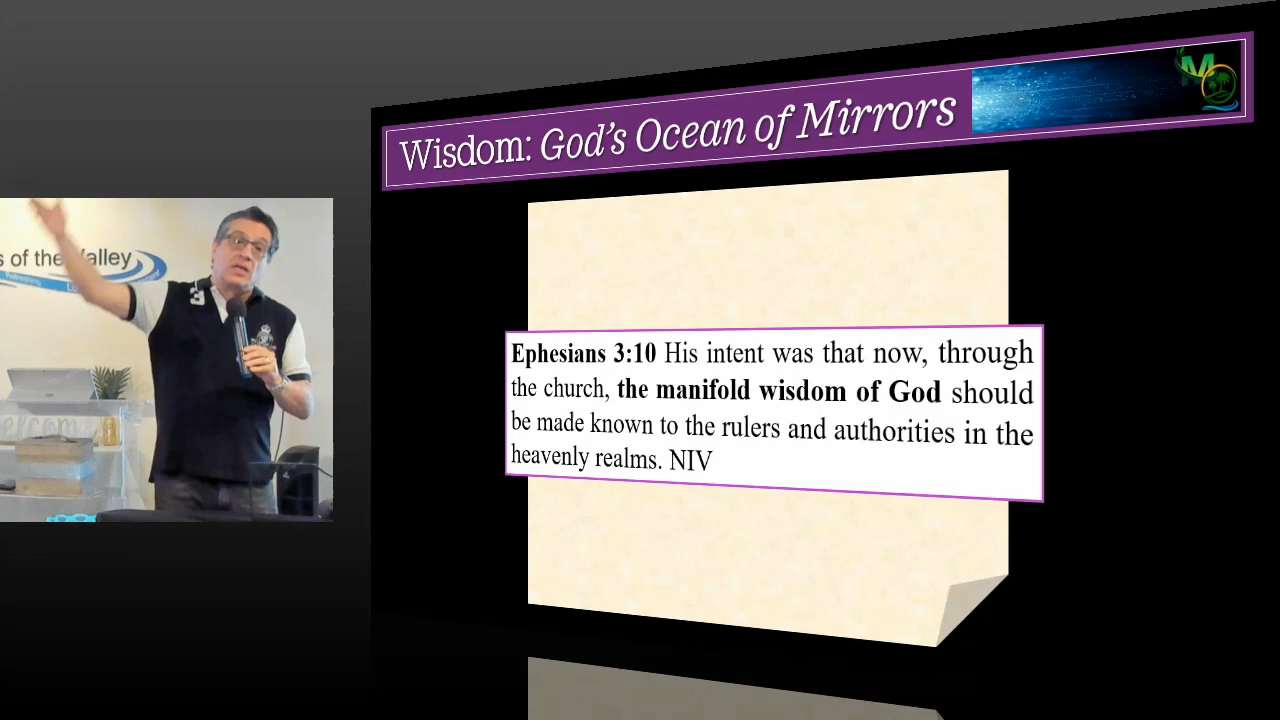 Wisdom: God's Ocean of Mirrors
M
s of the Valley
Refreshing
3
Ephesians 3:10 His intent was that now, through
the church, the manifold wisdom of God should
be made known to the rulers and authorities in the
heavenly realms. NIV